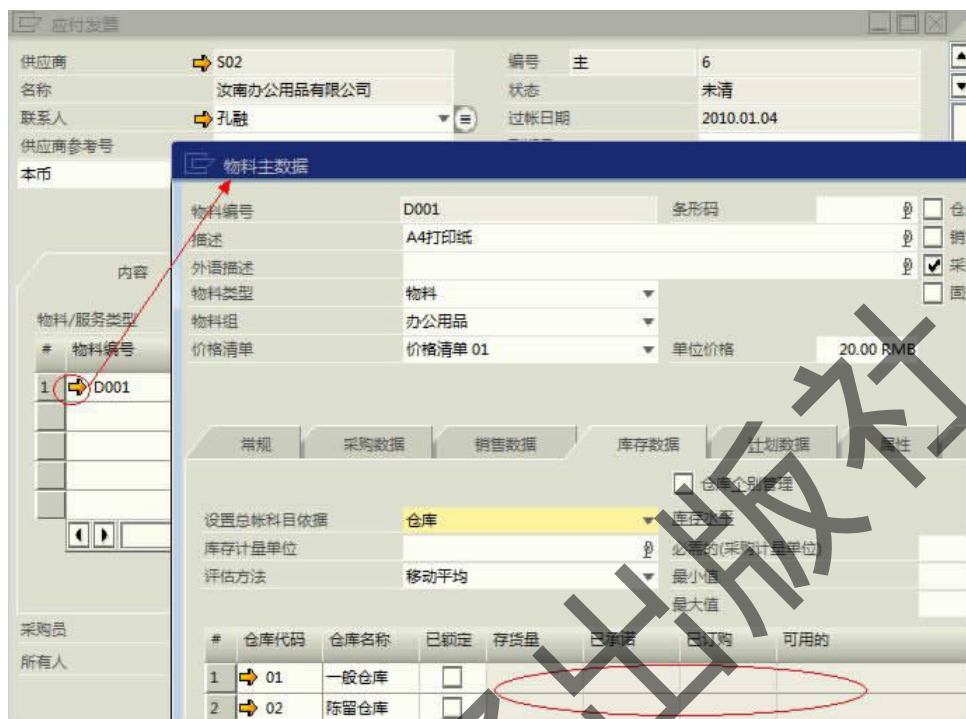 应付发票
供应商 S02 编号 主 6
名称 汝南办公用品有限公司 状态 未清
联系人 孔融 过帐日期 2010.01.04
供应商参考号
本币
物料主数据
物料编号 D001 条形码
描述 A4打印纸 销
外语描述 采
物料类型 物料 固
物料组 办公用品
价格清单 价格清单 01 单位价格 20.00 RMB
内容
物料/服务类型
# 物料编号
1 D001
常规 采购数据 销售数据 库存数据 计划数据 属性
仓库个别管理
设置总帐科目依据 仓库 库存水平
库存计量单位 必需的(采购计量单位)
评估方法 移动平均 最小值
最大值
采购员
所有人
# 仓库代码 仓库名称 已锁定 存货量 已承诺 已订购 可用的
1 01 一般仓库
2 02 陈留仓库
出版社